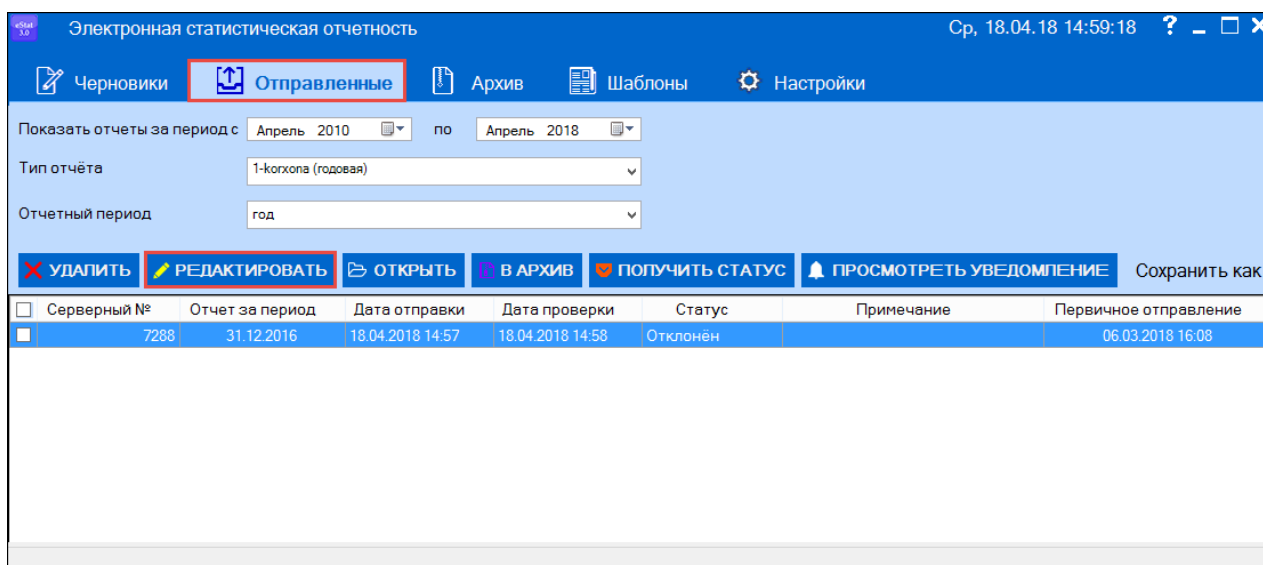 eStat 3.0 Электронная статистическая отчетность Ср, 18.04.18 14:59:18 ?
Черновики Отправленные Архив Шаблоны Настройки
Показать отчеты за период с Апрель 2010 по Апрель 2018
Тип отчёта 1-korxona (годовая)
Отчетный период год
УДАЛИТЬ РЕДАКТИРОВАТЬ ОТКРЫТЬ В АРХИВ ПОЛУЧИТЬ СТАТУС ПРОСМОТРЕТЬ УВЕДОМЛЕНИЕ Сохранить как
Серверный № Отчет за период Дата отправки Дата проверки Статус Примечание Первичное отправление
7288 31.12.2016 18.04.2018 14:57 18.04.2018 14:58 Отклонён 06.03.2018 16:08